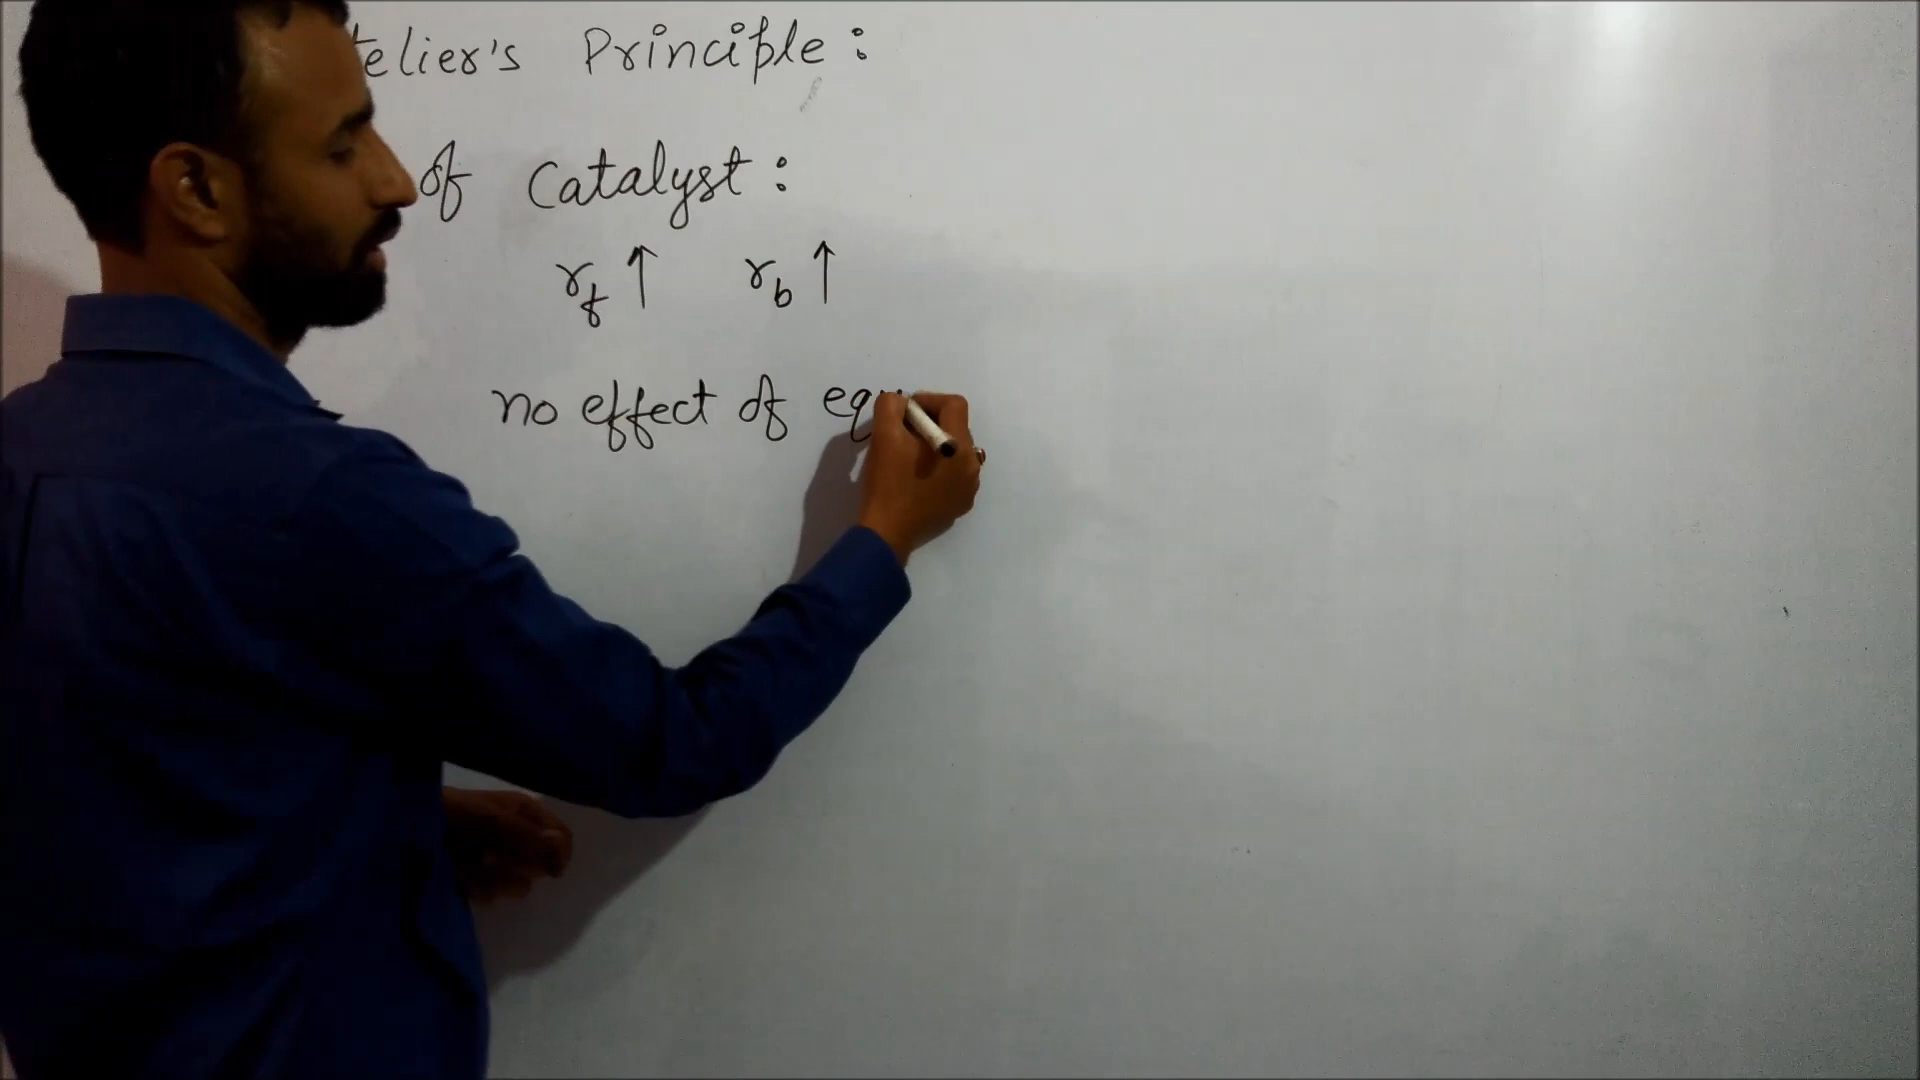 telier's Principle :
of Catalyst :
rf ↑ rb ↑
no effect of eq